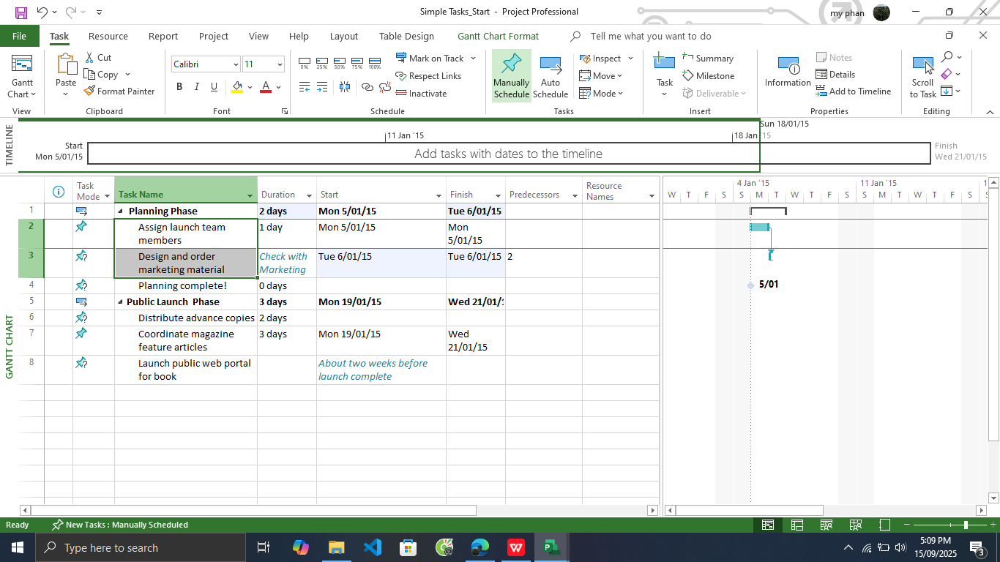 Simple Tasks_Start - Project Professional
my phan
File Task Resource Report Project View Help Layout Table Design Gantt Chart Format Tell me what you want to do
Gantt
Chart
View
Paste
Cut
Copy
Format Painter
Clipboard
Calibri 11
B I U A
Font
0% 25% 50% 75% 100%
Mark on Track
Respect Links
Inactivate
Schedule
Manually
Schedule
Auto
Schedule
Inspect
Move
Mode
Tasks
Task
Summary
Milestone
Deliverable
Insert
Information
Notes
Details
Add to Timeline
Properties
Scroll
to Task
Editing
TIMELINE
Sun 18/01/15
11 Jan '15
18 Jan '15
Start
Mon 5/01/15
Add tasks with dates to the timeline
Finish
Wed 21/01/15
GANTT CHART
Task
Mode
Task Name
Duration
Start
Finish
Predecessors
Resource
Names
4 Jan '15 11 Jan '15 1
W T F S S M T W T F S S M T W T F S S
1 Planning Phase 2 days Mon 5/01/15 Tue 6/01/15
2 Assign launch team 1 day Mon 5/01/15 Mon
members 5/01/15
3 Design and order Check with Tue 6/01/15 Tue 6/01/15 2
marketing material Marketing
4 Planning complete! 0 days 5/01
5 Public Launch Phase 3 days Mon 19/01/15 Wed 21/01/1
6 Distribute advance copies 2 days
7 Coordinate magazine 3 days Mon 19/01/15 Wed
feature articles 21/01/15
8 Launch public web portal About two weeks before
for book launch complete
Ready New Tasks : Manually Scheduled
Type here to search
5:09 PM
15/09/2025
3